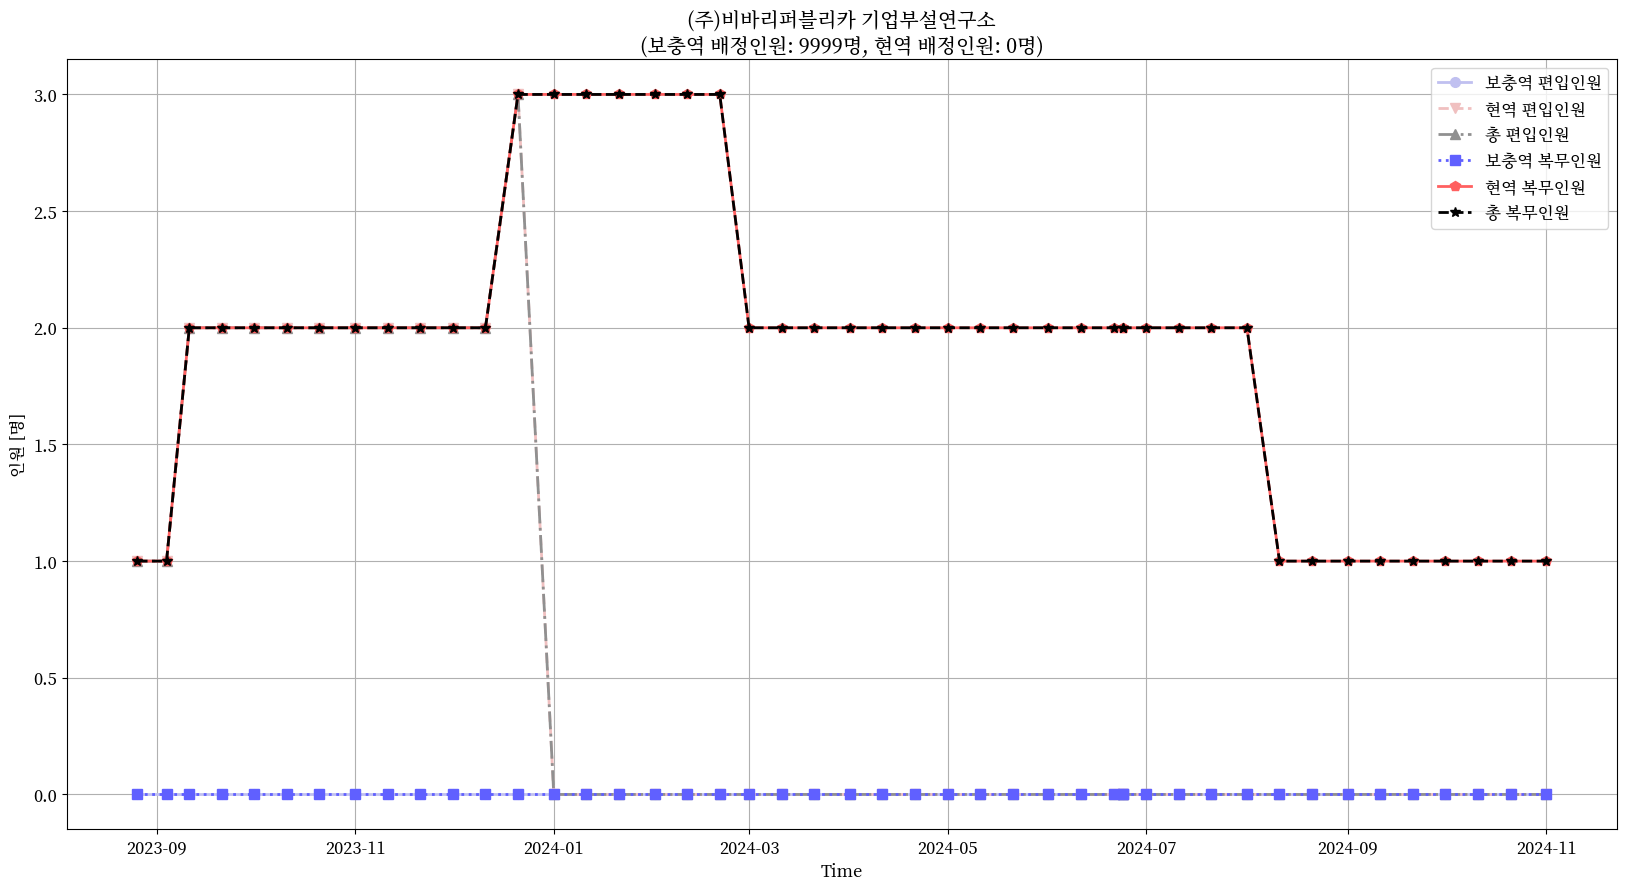 (주)비바리퍼블리카 기업부설연구소
(보충역 배정인원: 9999명, 현역 배정인원: 0명)
보충역 편입인원
현역 편입인원
총 편입인원
보충역 복무인원
현역 복무인원
총 복무인원
인원 [명]
3.0
2.5
2.0
1.5
1.0
0.5
0.0
2023-09
2023-11
2024-01
2024-03
2024-05
2024-07
2024-09
2024-11
Time